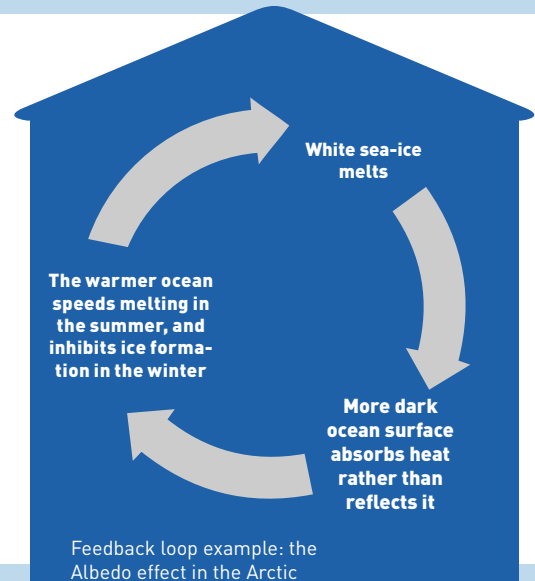 White sea-ice
melts
More dark
ocean surface
absorbs heat
rather than
reflects it
The warmer ocean
speeds melting in
the summer, and
inhibits ice forma-
tion in the winter
Feedback loop example: the
Albedo effect in the Arctic